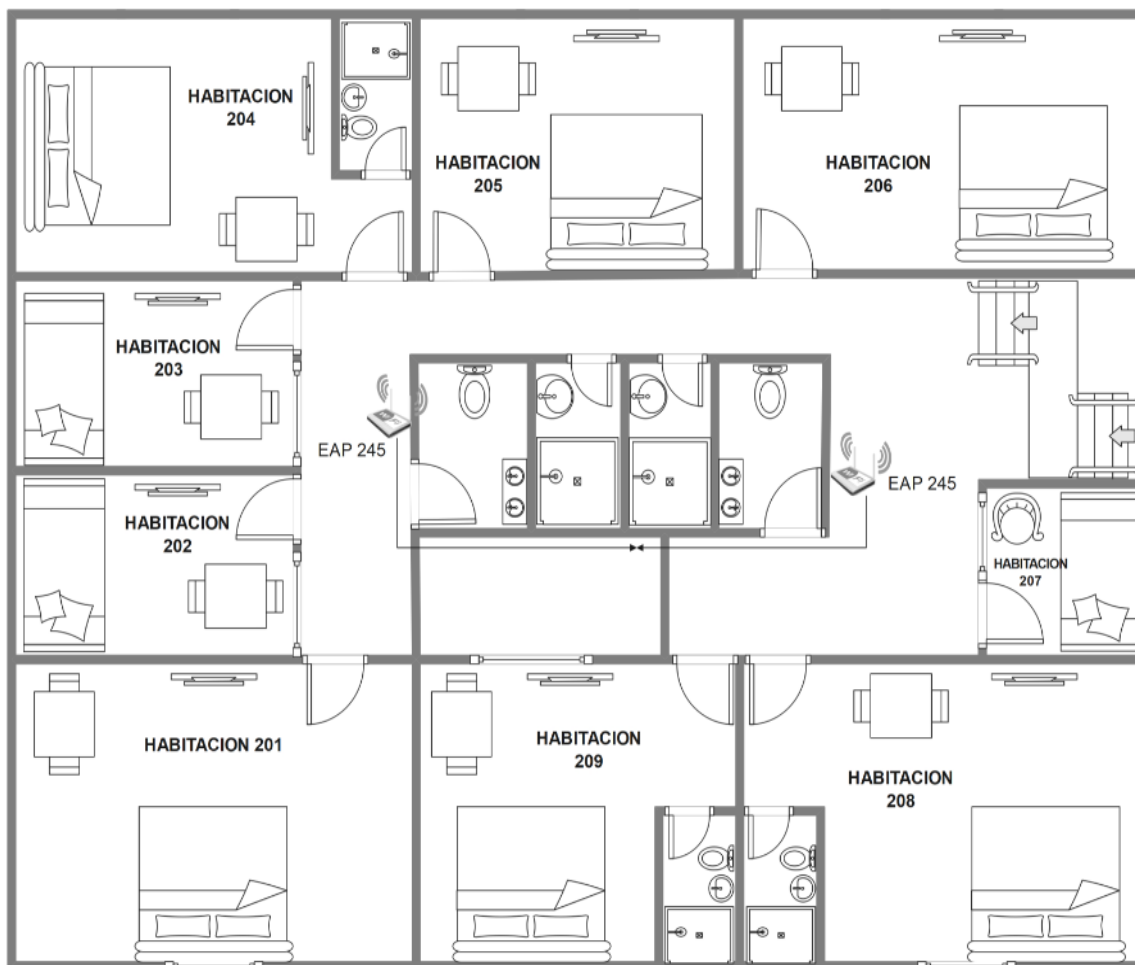 HABITACION
204
HABITACION
205
HABITACION
206
HABITACION
203
EAP 245
EAP 245
HABITACION
202
HABITACION
207
HABITACION 201
HABITACION
209
HABITACION
208